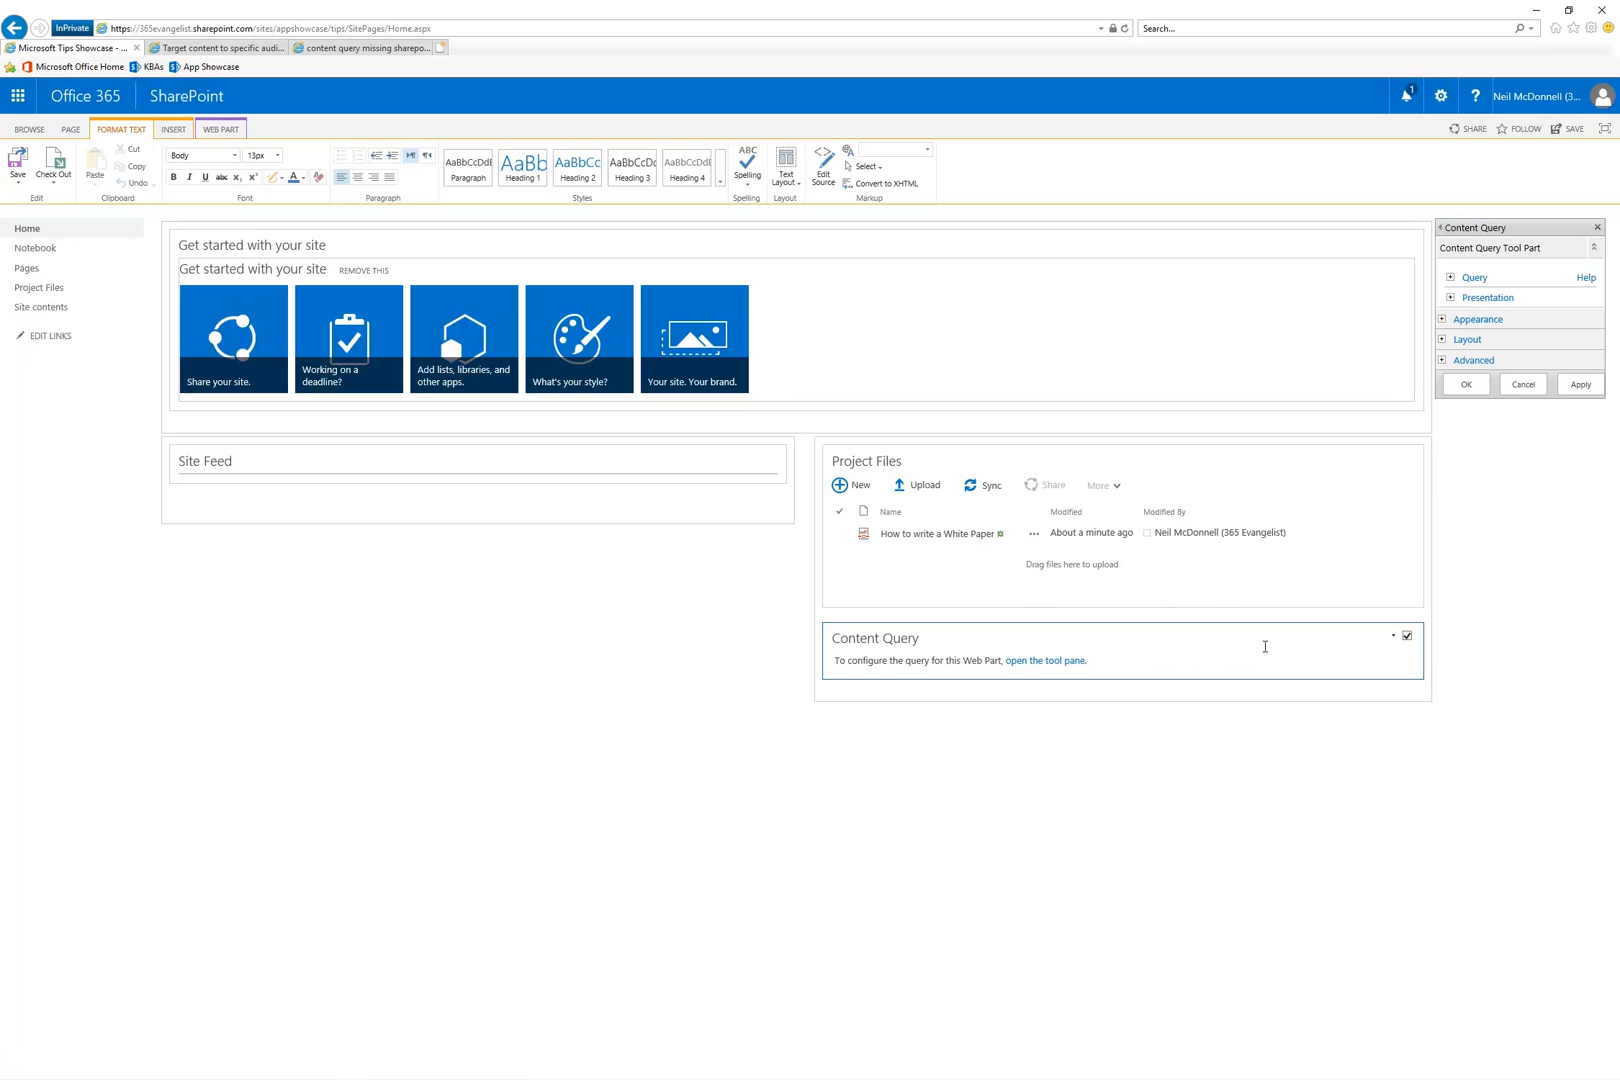 InPrivate https://365evangelist.sharepoint.com/sites/appshowcase/tips/SitePages/Home.aspx Search...
Microsoft Tips Showcase - ... Target content to specific audi... content query missing sharepo...
Microsoft Office Home KBAs App Showcase
Office 365 SharePoint 1 ? Neil McDonnell (3...
BROWSE PAGE FORMAT TEXT INSERT WEB PART SHARE FOLLOW SAVE
Save Check Out Paste Cut Copy Undo
Body 13px
B I U abc x₂ x² A
AaBbCcDdE AaBb AaBbCc AaBbCcDc AaBbCcDdE
Paragraph Heading 1 Heading 2 Heading 3 Heading 4
ABC Spelling Text Layout Edit Source Select Convert to XHTML
Edit Clipboard Font Paragraph Styles Spelling Layout Markup
Home
Notebook
Pages
Project Files
Site contents
EDIT LINKS
Get started with your site
Get started with your site REMOVE THIS
Share your site.
Working on a
deadline?
Add lists, libraries, and
other apps.
What's your style?
Your site. Your brand.
Site Feed
Project Files
New Upload Sync Share More
Name Modified Modified By
How to write a White Paper ... About a minute ago Neil McDonnell (365 Evangelist)
Drag files here to upload
Content Query
To configure the query for this Web Part, open the tool pane.
Content Query
Content Query Tool Part
Query Help
Presentation
Appearance
Layout
Advanced
OK Cancel Apply